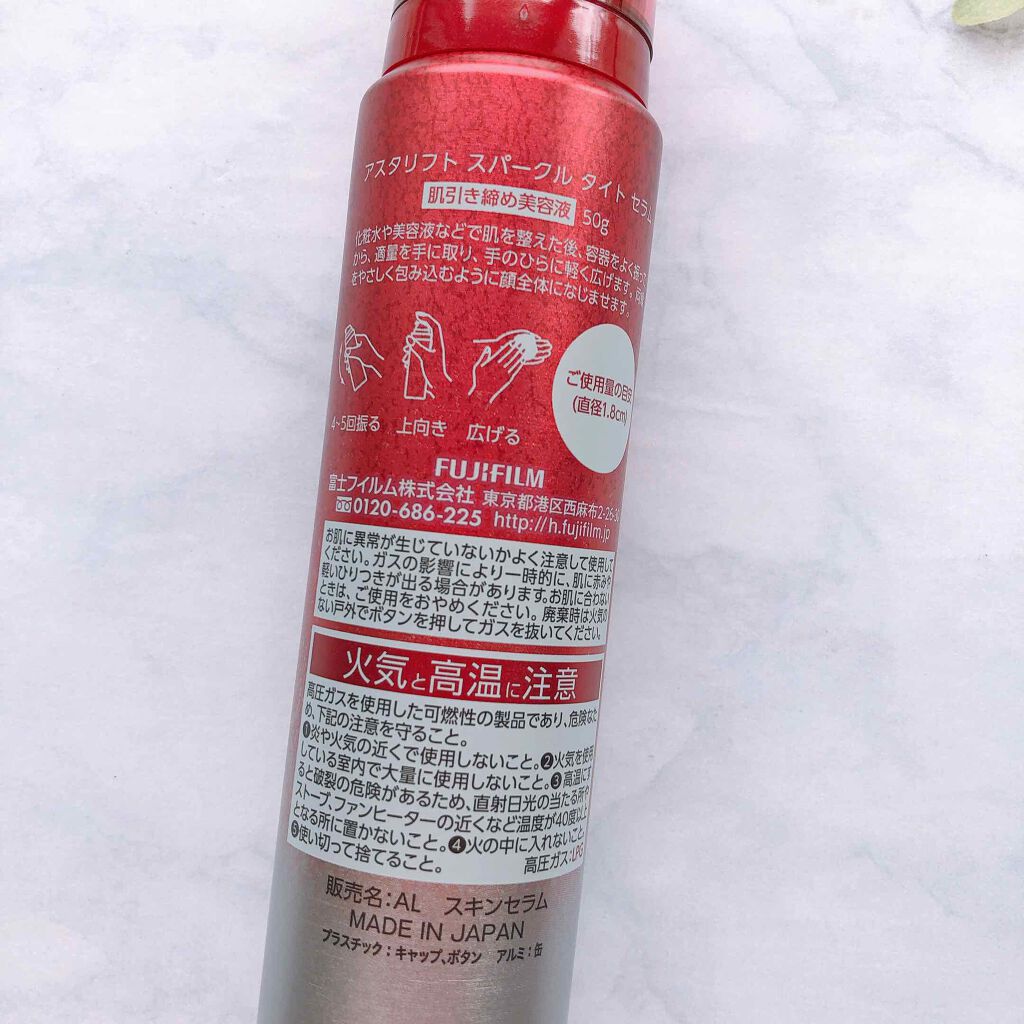 アスタリフト スパークル タイト セラム
肌引き締め美容液 50g
化粧水や美容液などで肌を整えた後、容器をよく振って
から、適量を手に取り、手のひらに軽く広げます。
をやさしく包み込むように顔全体になじませます。
ご使用量の目安
(直径1.8cm)
4~5回振る 上向き 広げる
FUJIFILM
富士フイルム株式会社 東京都港区西麻布2-26-30
0120-686-225 http://h.fujifilm.jp
お肌に異常が生じていないかよく注意して使用して
ください。ガスの影響により一時的に、肌に赤みや
軽いひりつきが出る場合があります。お肌に合わない
ときは、ご使用をおやめください。廃棄時は火気の
ない戸外でボタンを押してガスを抜いてください。
火気と高温に注意
高圧ガスを使用した可燃性の製品であり、危険なた
め、下記の注意を守ること。
❶炎や火気の近くで使用しないこと。❷火気を使用
している室内で大量に使用しないこと。❸高温にす
ると破裂の危険があるため、直射日光の当たる所や
ストーブ、ファンヒーターの近くなど温度が40度以上
となる所に置かないこと。❹火の中に入れないこと。
❺使い切って捨てること。 高圧ガス:LPG
販売名:AL スキンセラム
MADE IN JAPAN
プラスチック:キャップ、ボタン アルミ:缶